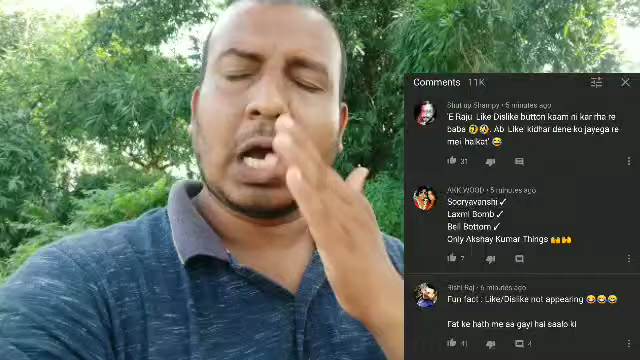 Comments 11K
Shut up Shampy • 5 minutes ago
'E Raju Like Dislike button kaam ni kar rha re
baba 🤣🤣. Ab Like kidhar dene ko jayega re
mei halkat' 😂
31
AKK WOOD • 5 minutes ago
Sooryavanshi ✓
Laxmi Bomb ✓
Bell Bottom ✓
Only Akshay Kumar Things 🙌🙌
7
Rishi Raj • 6 minutes ago
Fun fact : Like/Dislike not appearing 😂😂😂
Fat ke hath me aa gayi hai saalo ki
41
4